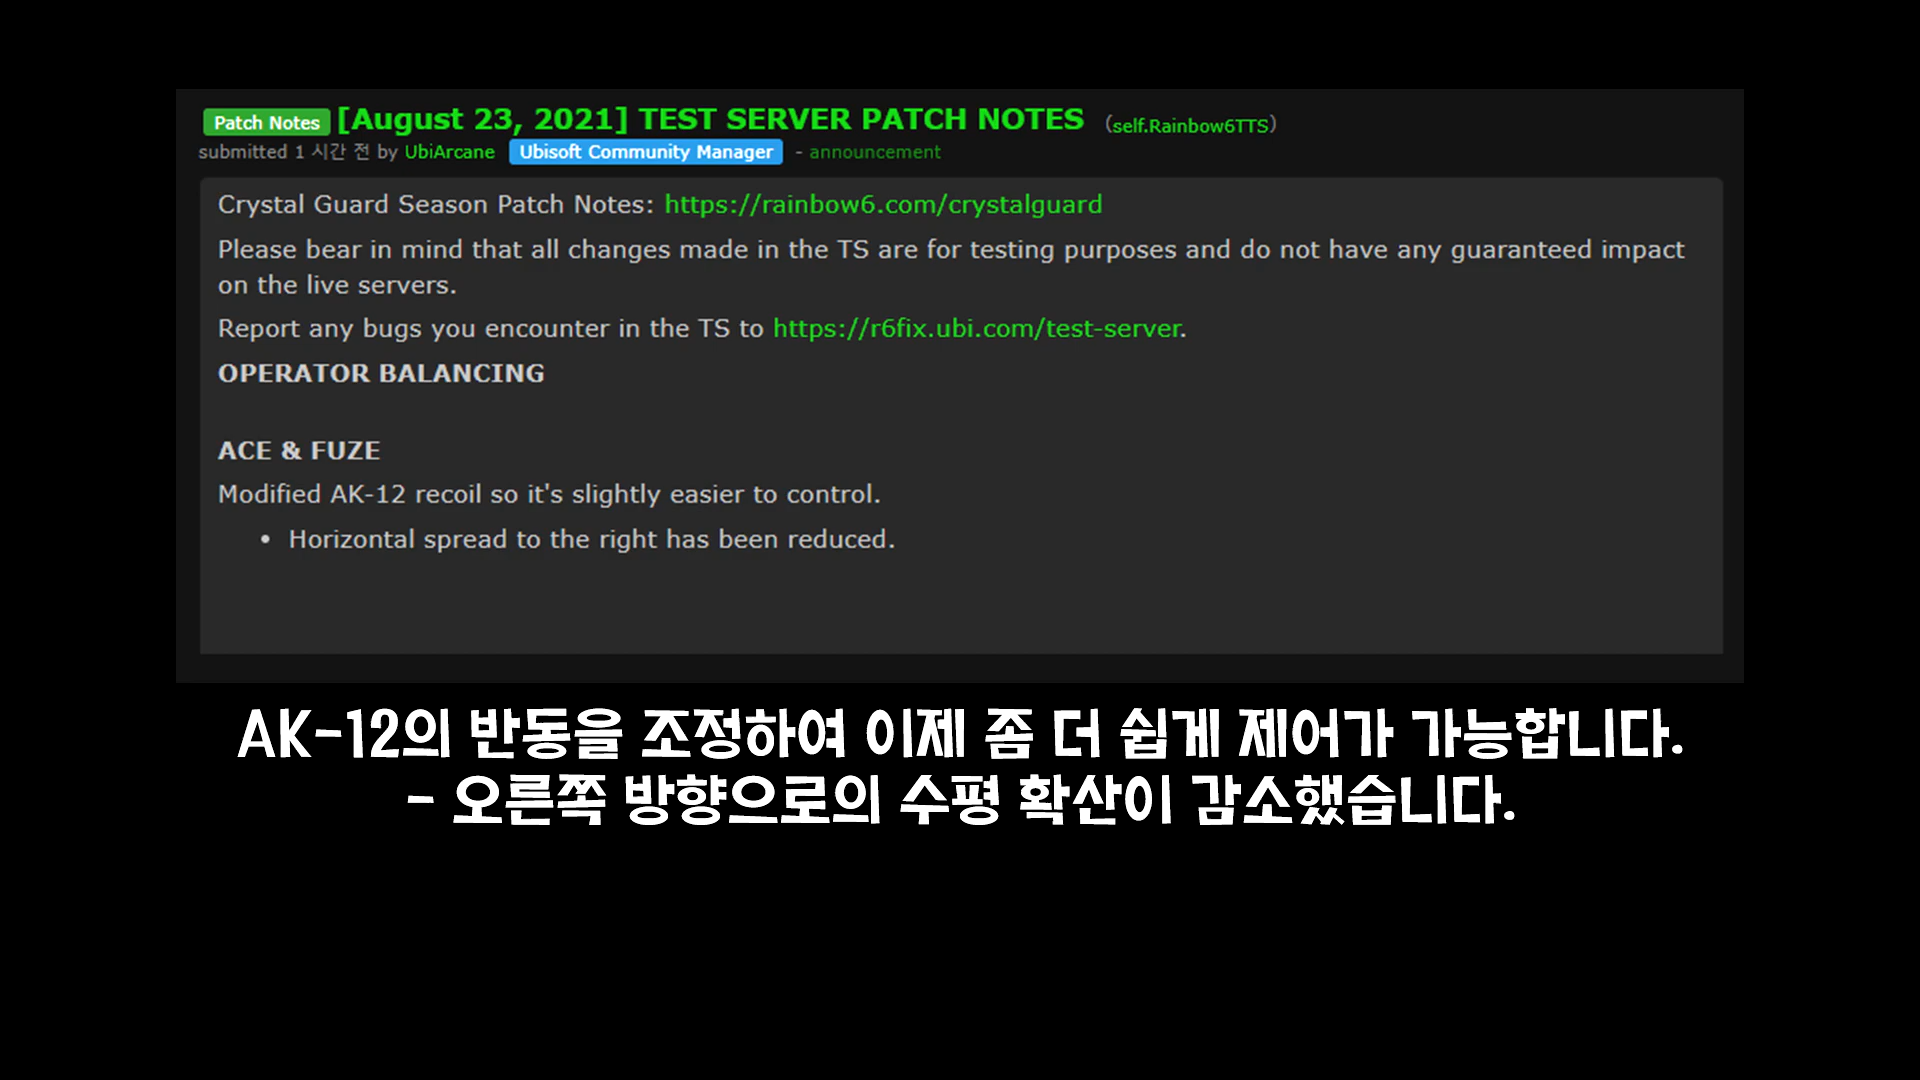 Patch Notes [August 23, 2021] TEST SERVER PATCH NOTES (self.Rainbow6TTS)
submitted 1 시간 전 by UbiArcane Ubisoft Community Manager - announcement
Crystal Guard Season Patch Notes: https://rainbow6.com/crystalguard
Please bear in mind that all changes made in the TS are for testing purposes and do not have any guaranteed impact
on the live servers.
Report any bugs you encounter in the TS to https://r6fix.ubi.com/test-server.
OPERATOR BALANCING
ACE & FUZE
Modified AK-12 recoil so it's slightly easier to control.
• Horizontal spread to the right has been reduced.
AK-12의 반동을 조정하여 이제 좀 더 쉽게 제어가 가능합니다.
- 오른쪽 방향으로의 수평 확산이 감소했습니다.